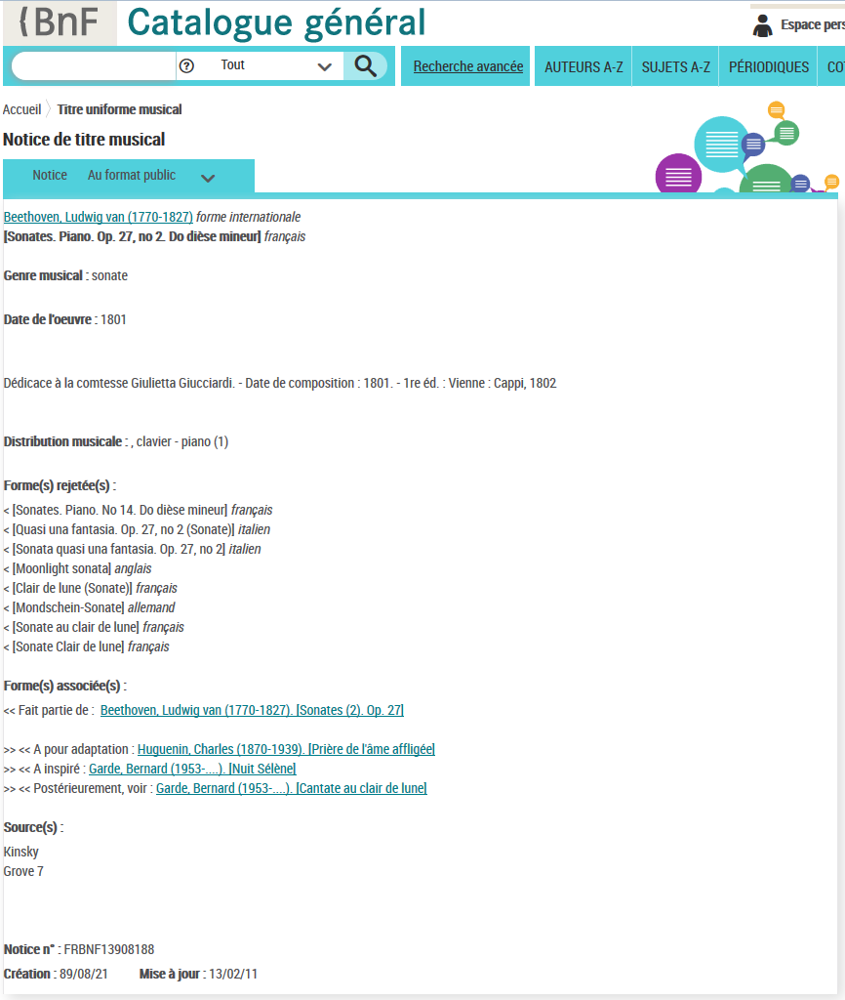 BnF Catalogue général
Espace pers
? Tout Recherche avancée AUTEURS A-Z SUJETS A-Z PÉRIODIQUES CO
Accueil Titre uniforme musical
Notice de titre musical
Notice Au format public
Beethoven, Ludwig van (1770-1827) forme internationale
[Sonates. Piano. Op. 27, no 2. Do dièse mineur] français
Genre musical : sonate
Date de l'oeuvre : 1801
Dédicace à la comtesse Giulietta Giucciardi. - Date de composition : 1801. - 1re éd. : Vienne : Cappi, 1802
Distribution musicale : , clavier - piano (1)
Forme(s) rejetée(s) :
< [Sonates. Piano. No 14. Do dièse mineur] français
< [Quasi una fantasia. Op. 27, no 2 (Sonate)] italien
< [Sonata quasi una fantasia. Op. 27, no 2] italien
< [Moonlight sonata] anglais
< [Clair de lune (Sonate)] français
< [Mondschein-Sonate] allemand
< [Sonate au clair de lune] français
< [Sonate Clair de lune] français
Forme(s) associée(s) :
<< Fait partie de : Beethoven, Ludwig van (1770-1827). [Sonates (2). Op. 27]
>> << A pour adaptation : Huguenin, Charles (1870-1939). [Prière de l'âme affligée]
>> << A inspiré : Garde, Bernard (1953-....). [Nuit Sélène]
>> << Postérieurement, voir : Garde, Bernard (1953-....). [Cantate au clair de lune]
Source(s) :
Kinsky
Grove 7
Notice n° : FRBNF13908188
Création : 89/08/21 Mise à jour : 13/02/11